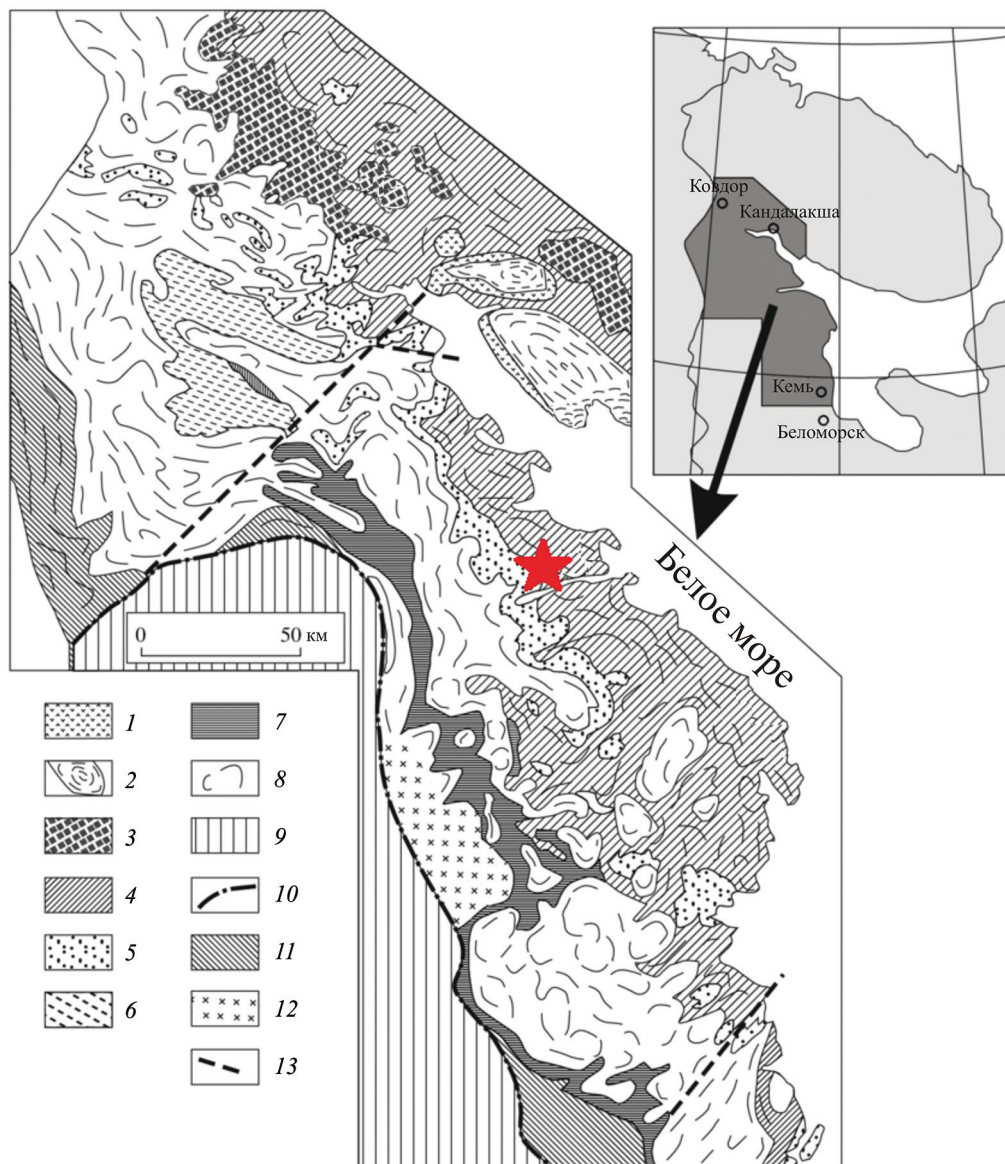 Ковдор
Кандалакша
Кемь
Беломорск
Белое море
0 50 км
1 7
2 8
3 9
4 10
5 11
6 12
13